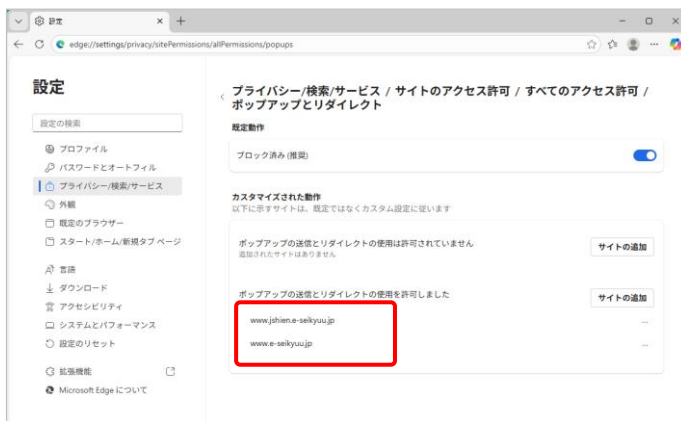 設定
edge://settings/privacy/sitePermissions/allPermissions/popups
設定
設定の検索
プロファイル
パスワードとオートフィル
プライバシー/検索/サービス
外観
既定のブラウザー
スタート/ホーム/新規タブ ページ
言語
ダウンロード
アクセシビリティ
システムとパフォーマンス
設定のリセット
拡張機能
Microsoft Edge について
プライバシー/検索/サービス / サイトのアクセス許可 / すべてのアクセス許可 /
ポップアップとリダイレクト
既定動作
ブロック済み (推奨)
カスタマイズされた動作
以下に示すサイトは、既定ではなくカスタム設定に従います
ポップアップの送信とリダイレクトの使用は許可されていません
サイトの追加
追加されたサイトはありません
ポップアップの送信とリダイレクトの使用を許可しました
サイトの追加
www.jshien.e-seikyuu.jp
www.e-seikyuu.jp